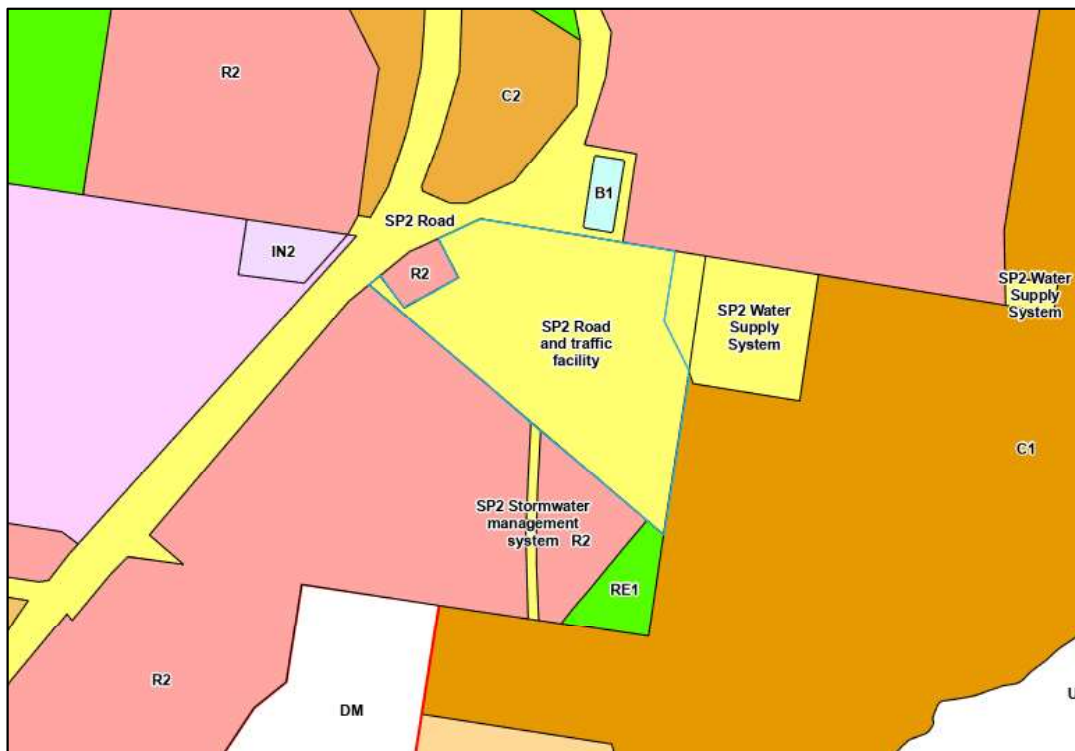 R2
C2
B1
SP2 Road
IN2
R2
SP2 Water
Supply
System
SP2 Water
Supply
System
SP2 Road
and traffic
facility
C1
SP2 Stormwater
management
system R2
RE1
R2
DM
U